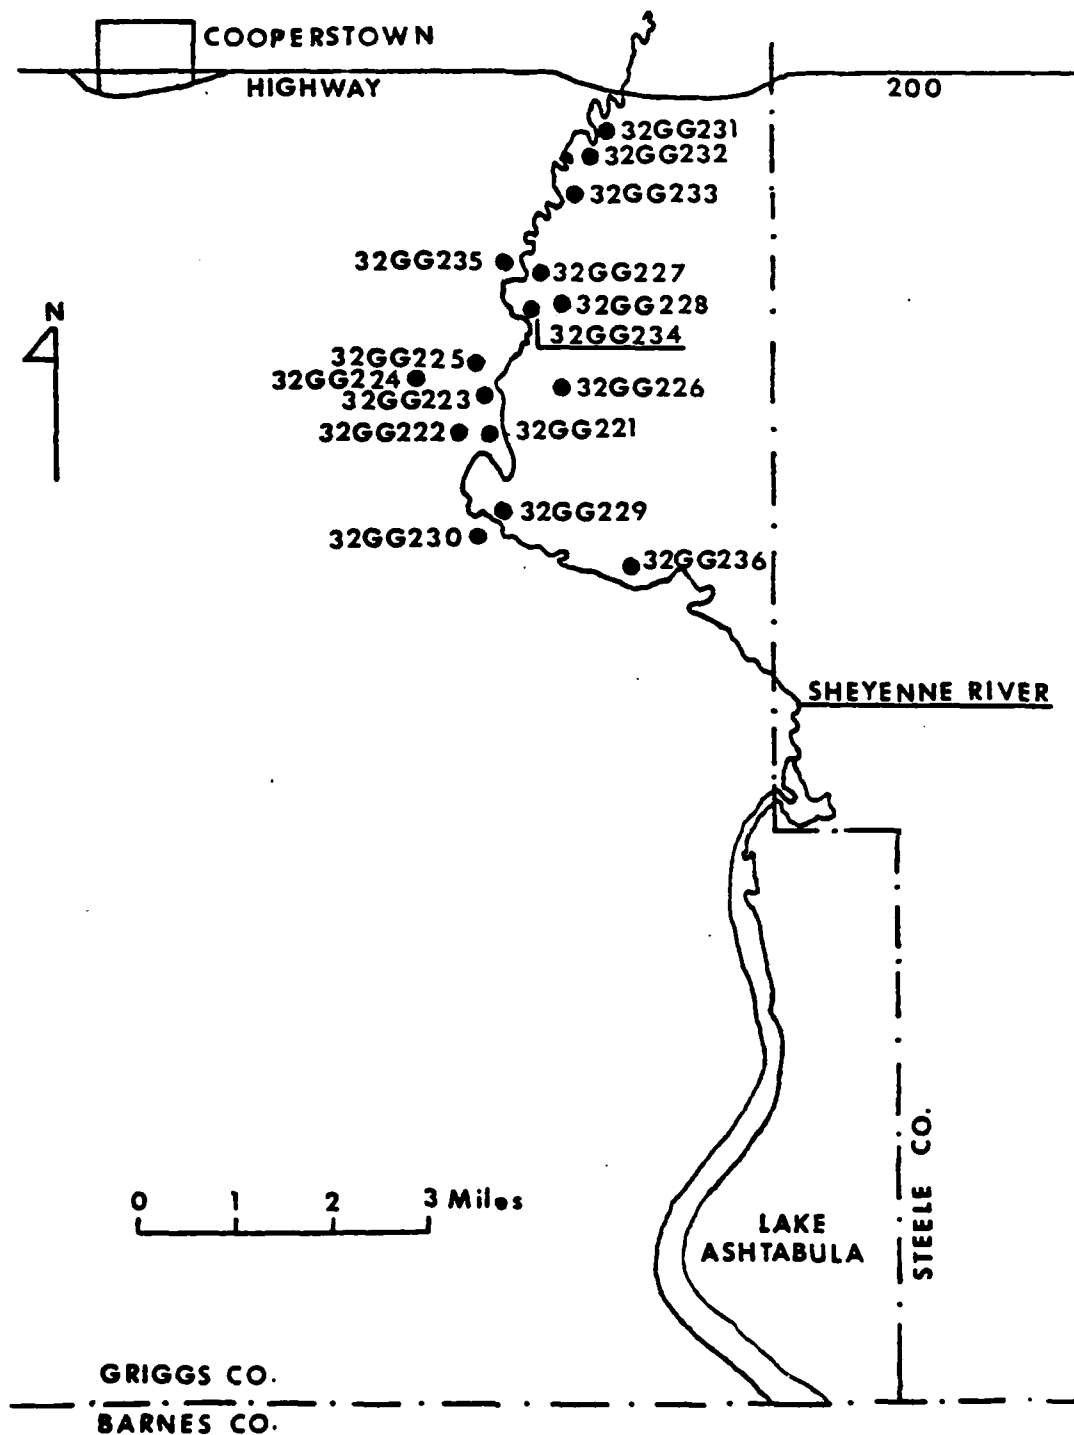 COOPERSTOWN
HIGHWAY
200
32GG231
32GG232
32GG233
32GG235
32GG227
32GG228
32GG234
N
32GG225
32GG224
32GG226
32GG223
32GG222
32GG221
32GG229
32GG230
32GG236
SHEYENNE RIVER
STEELE CO.
0 1 2 3 Miles
LAKE
ASHTABULA
GRIGGS CO.
BARNES CO.